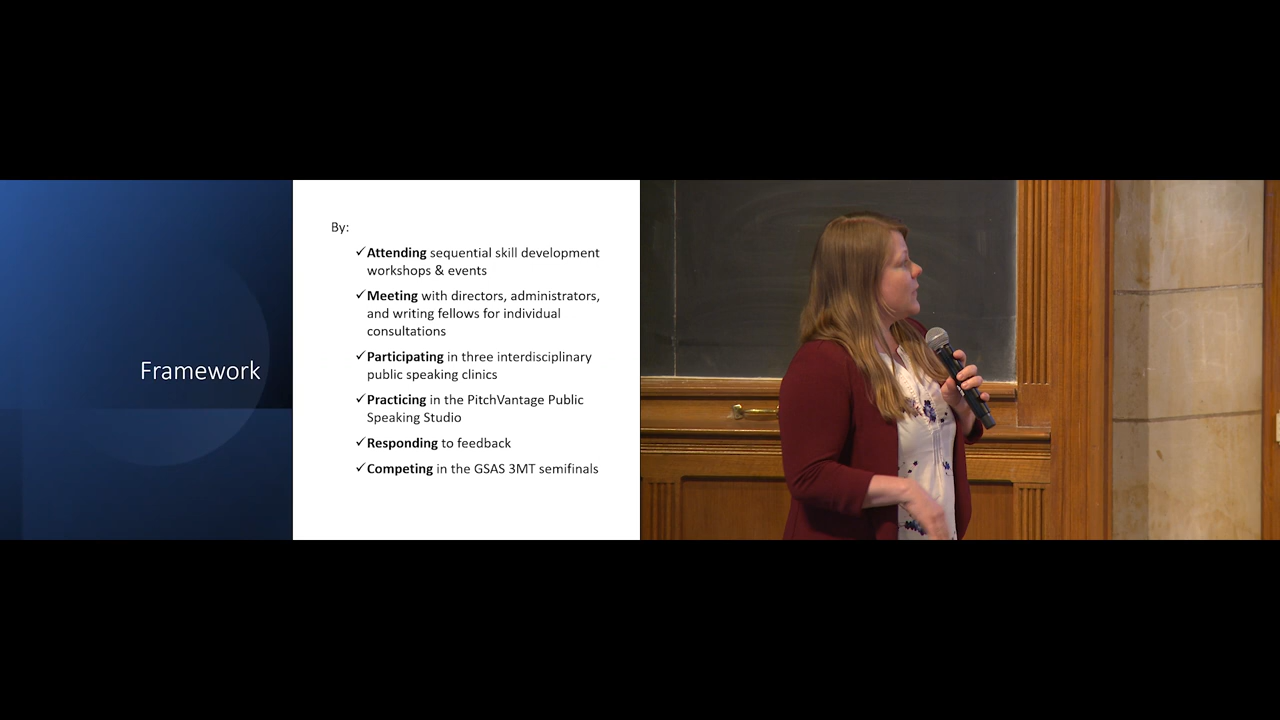 Framework
By:
✓Attending sequential skill development
workshops & events
✓Meeting with directors, administrators,
and writing fellows for individual
consultations
✓Participating in three interdisciplinary
public speaking clinics
✓Practicing in the PitchVantage Public
Speaking Studio
✓Responding to feedback
✓Competing in the GSAS 3MT semifinals